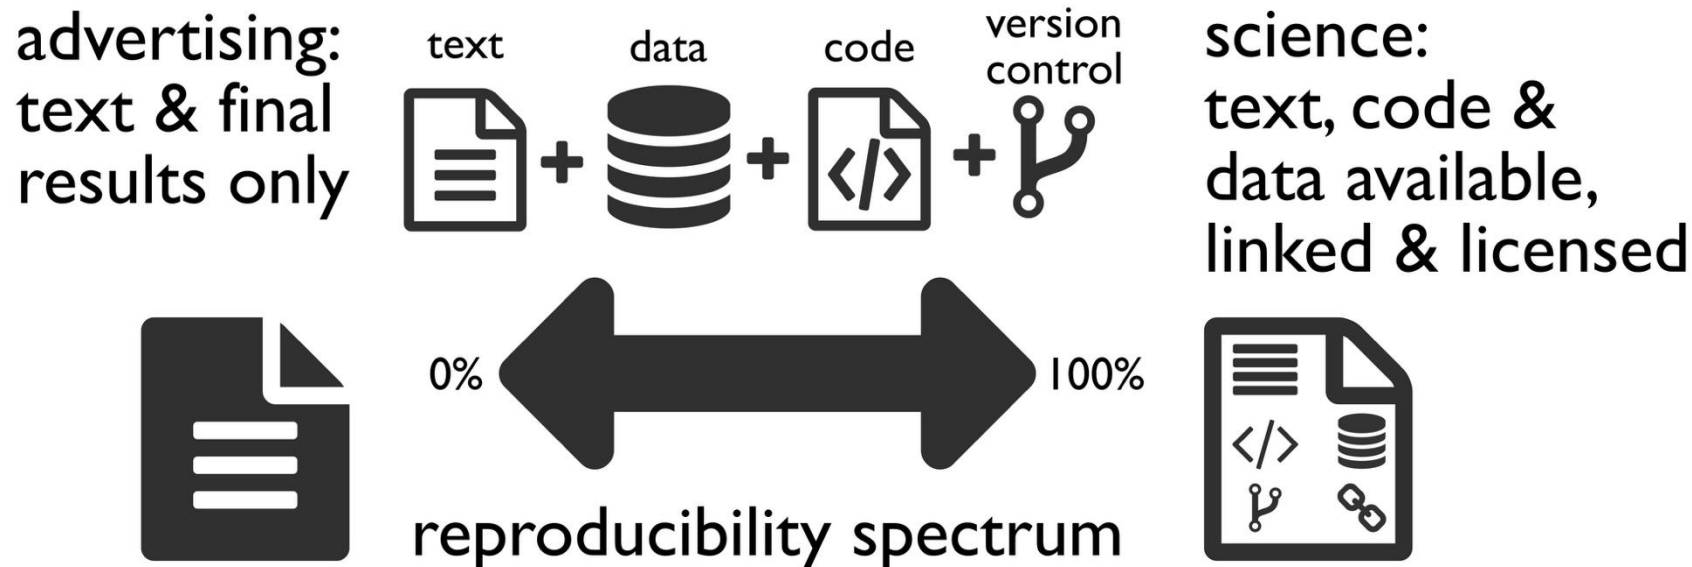 advertising:
text & final
results only
text
data
code
version
control
science:
text, code &
data available,
linked & licensed
0%
100%
reproducibility spectrum